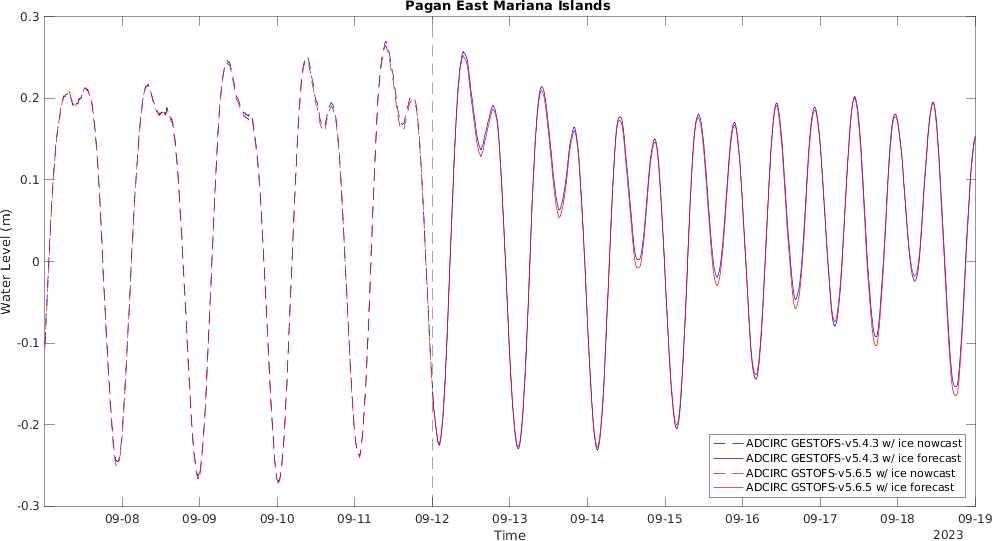 Pagan East Mariana Islands
0.3
0.2
0.1
0
-0.1
-0.2
-0.3
Water Level (m)
ADCIRC GESTOFS-v5.4.3 w/ ice nowcast
ADCIRC GESTOFS-v5.4.3 w/ ice forecast
ADCIRC GSTOFS-v5.6.5 w/ ice nowcast
ADCIRC GSTOFS-v5.6.5 w/ ice forecast
09-08 09-09 09-10 09-11 09-12 09-13 09-14 09-15 09-16 09-17 09-18 09-19
Time
2023